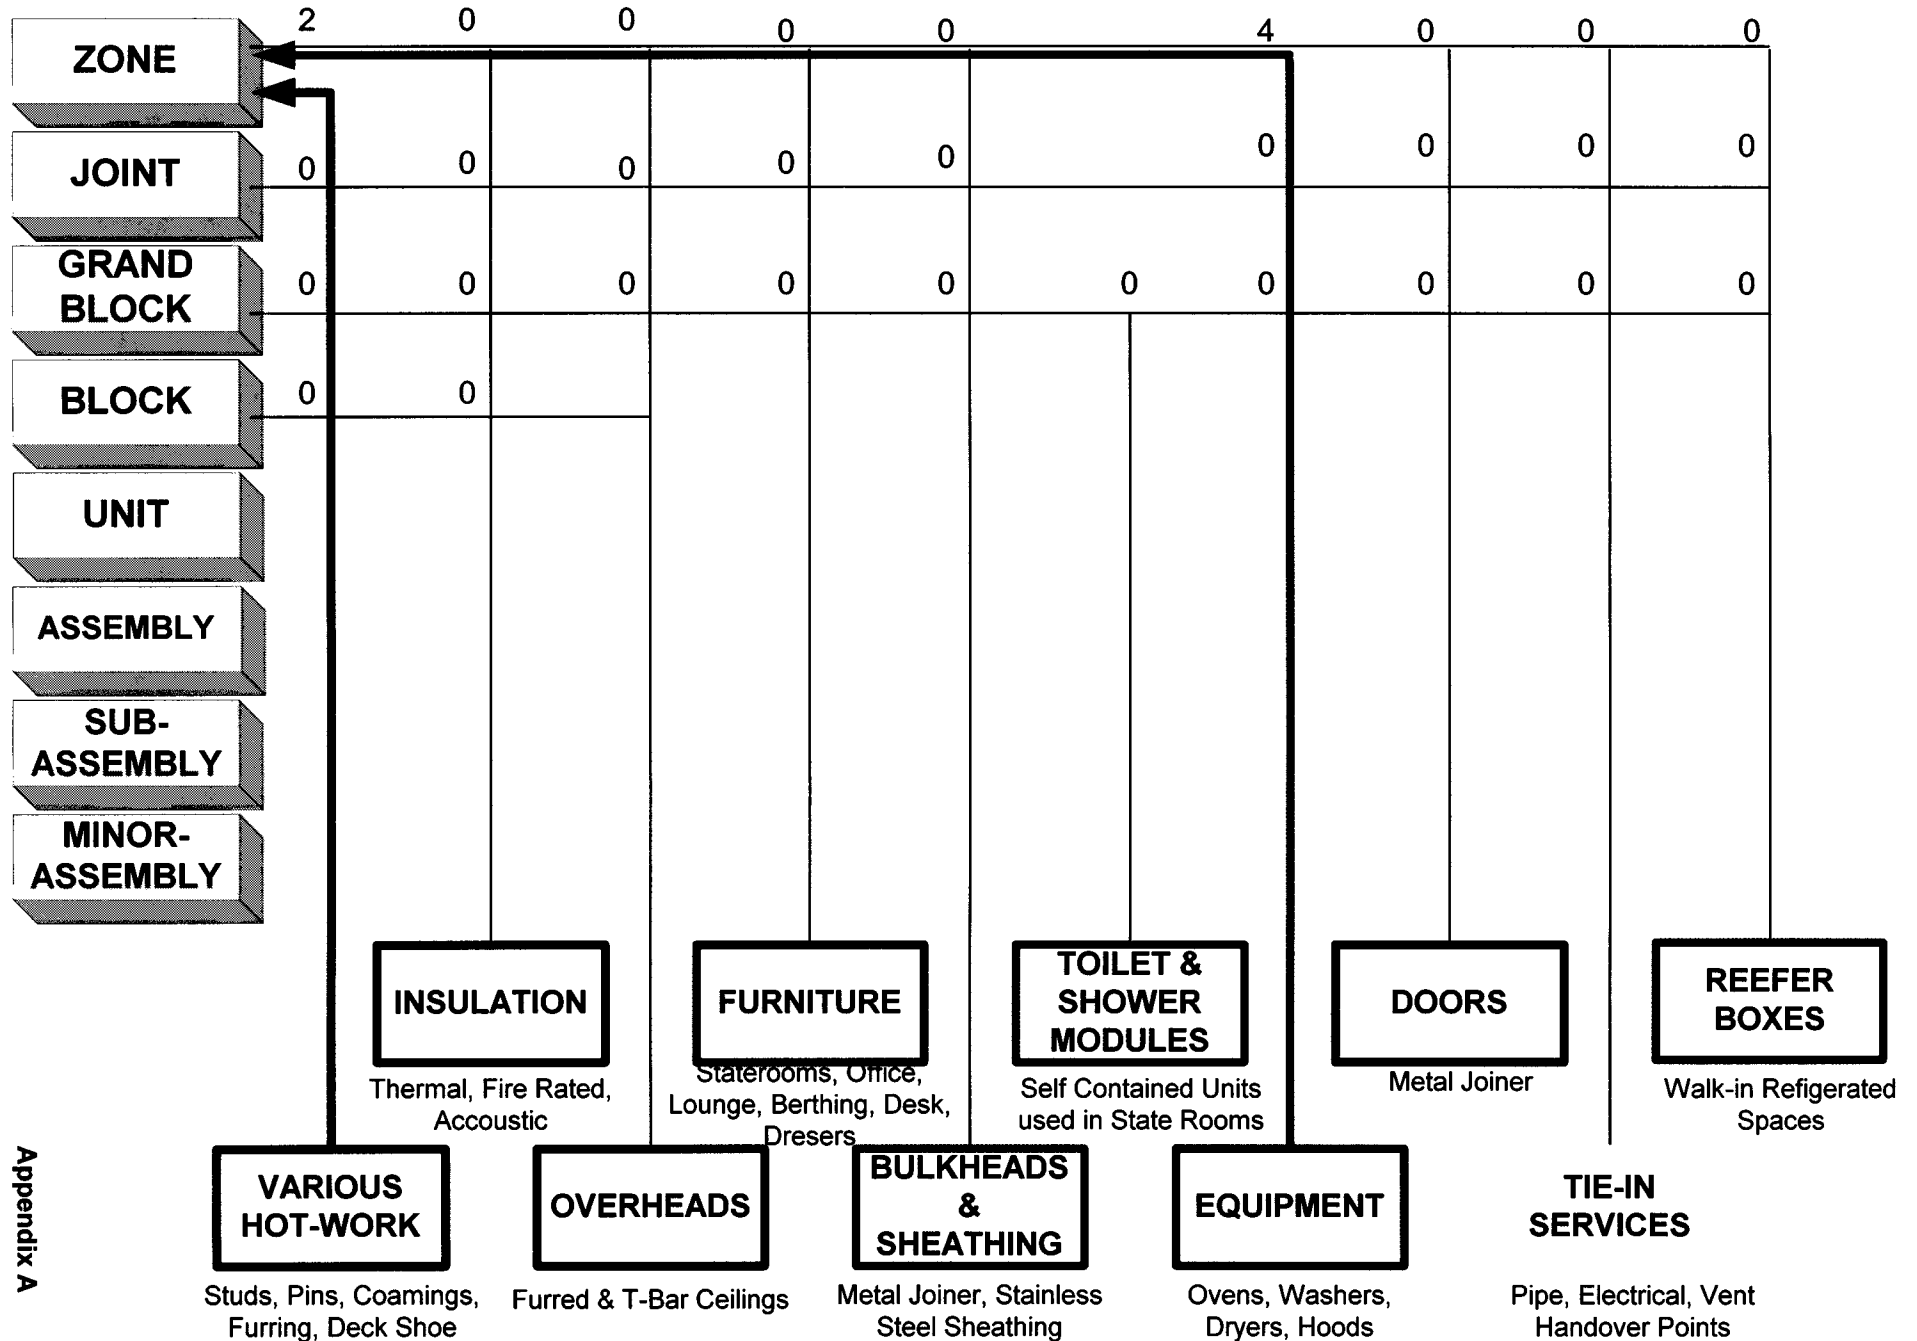 2 0 0 0 0 4 0 0 0
ZONE
0 0 0 0 0 0 0 0 0
JOINT
GRAND
BLOCK
0 0 0 0 0 0 0 0 0 0
BLOCK
0 0
UNIT
ASSEMBLY
SUB-
ASSEMBLY
MINOR-
ASSEMBLY
INSULATION
Thermal, Fire Rated,
Accoustic
FURNITURE
Staterooms, Office,
Lounge, Berthing, Desk,
Dresers
TOILET &
SHOWER
MODULES
Self Contained Units
used in State Rooms
DOORS
Metal Joiner
REEFER
BOXES
Walk-in Refigerated
Spaces
VARIOUS
HOT-WORK
Studs, Pins, Coamings,
Furring, Deck Shoe
OVERHEADS
Furred & T-Bar Ceilings
BULKHEADS
&
SHEATHING
Metal Joiner, Stainless
Steel Sheathing
EQUIPMENT
Ovens, Washers,
Dryers, Hoods
TIE-IN
SERVICES
Pipe, Electrical, Vent
Handover Points
Appendix A